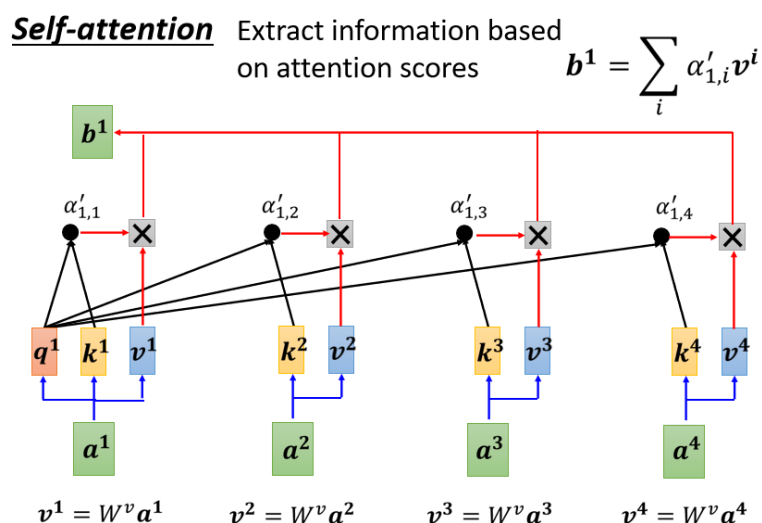 Self-attention Extract information based
on attention scores
b¹ = ∑ᵢ α′₁,ᵢ vⁱ
b¹
α′₁,₁ α′₁,₂ α′₁,₃ α′₁,₄
q¹ k¹ v¹ k² v² k³ v³ k⁴ v⁴
a¹ a² a³ a⁴
v¹ = Wᵛa¹ v² = Wᵛa² v³ = Wᵛa³ v⁴ = Wᵛa⁴